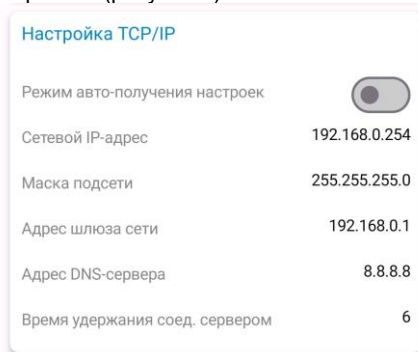 Настройка TCP/IP
Режим авто-получения настроек
Сетевой IP-адрес 192.168.0.254
Маска подсети 255.255.255.0
Адрес шлюза сети 192.168.0.1
Адрес DNS-сервера 8.8.8.8
Время удержания соед. сервером 6